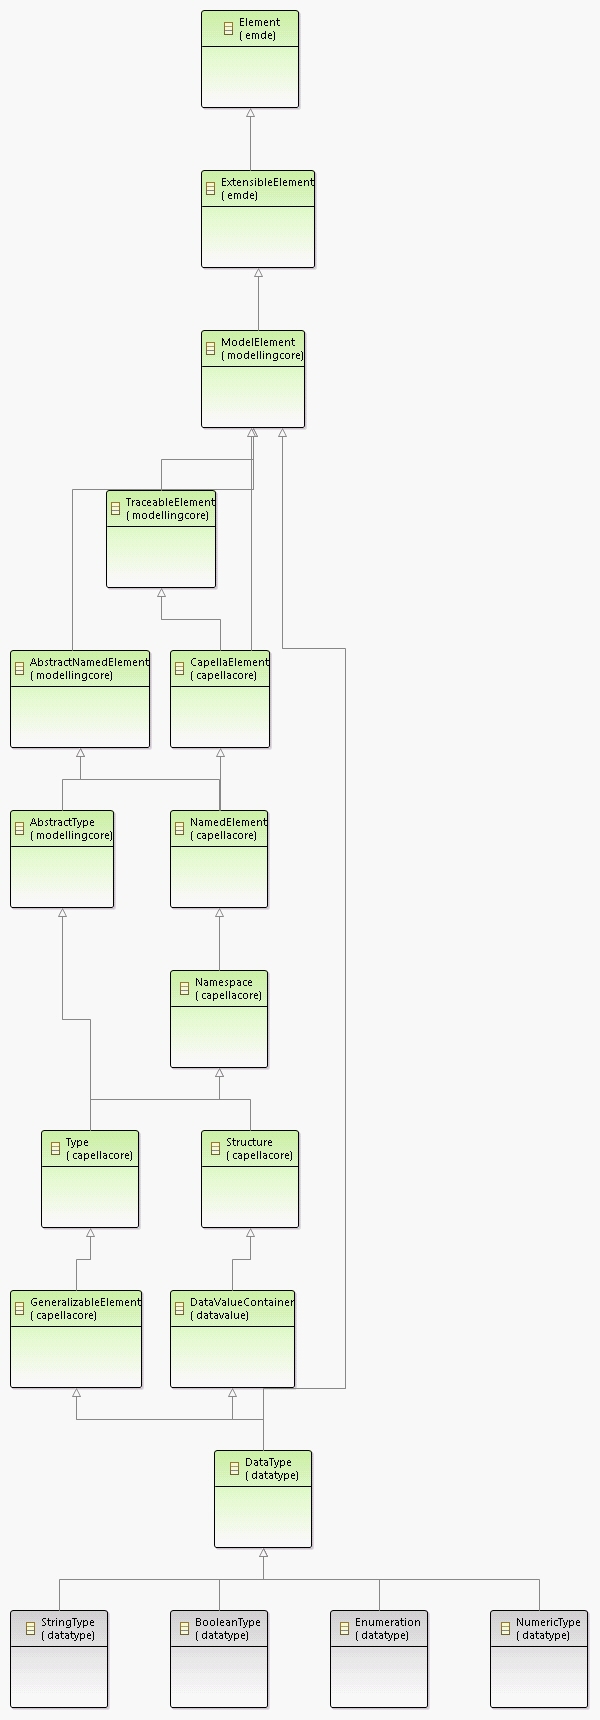 Element
( emde)
ExtensibleElement
( emde)
ModelElement
( modellingcore)
TraceableElement
( modellingcore)
AbstractNamedElement
( modellingcore)
CapellaElement
( capellacore)
AbstractType
( modellingcore)
NamedElement
( capellacore)
Namespace
( capellacore)
Type
( capellacore)
Structure
( capellacore)
GeneralizableElement
( capellacore)
DataValueContainer
( datavalue)
DataType
( datatype)
StringType
( datatype)
BooleanType
( datatype)
Enumeration
( datatype)
NumericType
( datatype)